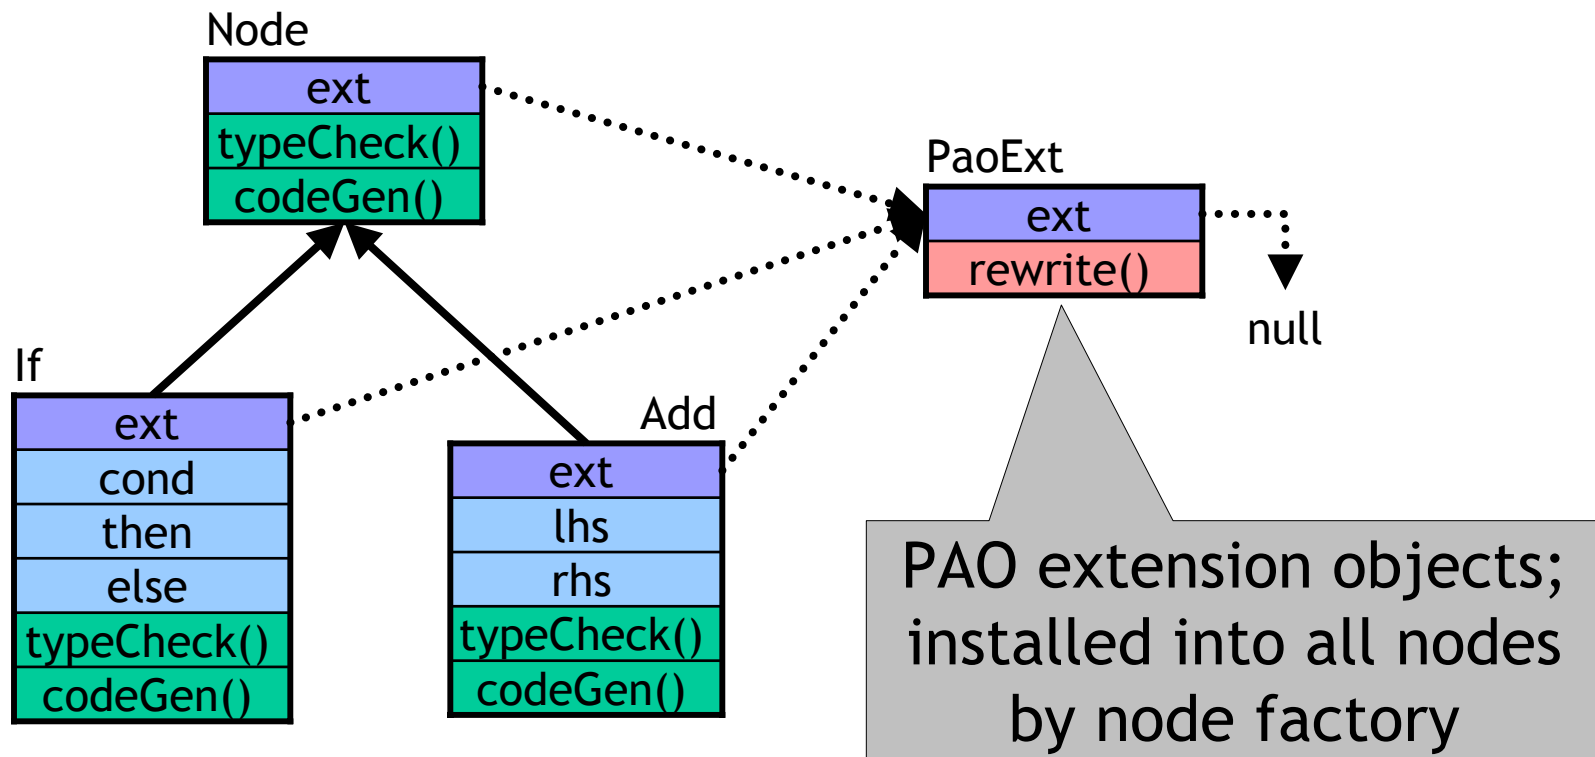 Node
ext
typeCheck()
codeGen()
PaoExt
ext
rewrite()
null
If
ext
cond
then
else
typeCheck()
codeGen()
Add
ext
lhs
rhs
typeCheck()
codeGen()
PAO extension objects;
installed into all nodes
by node factory